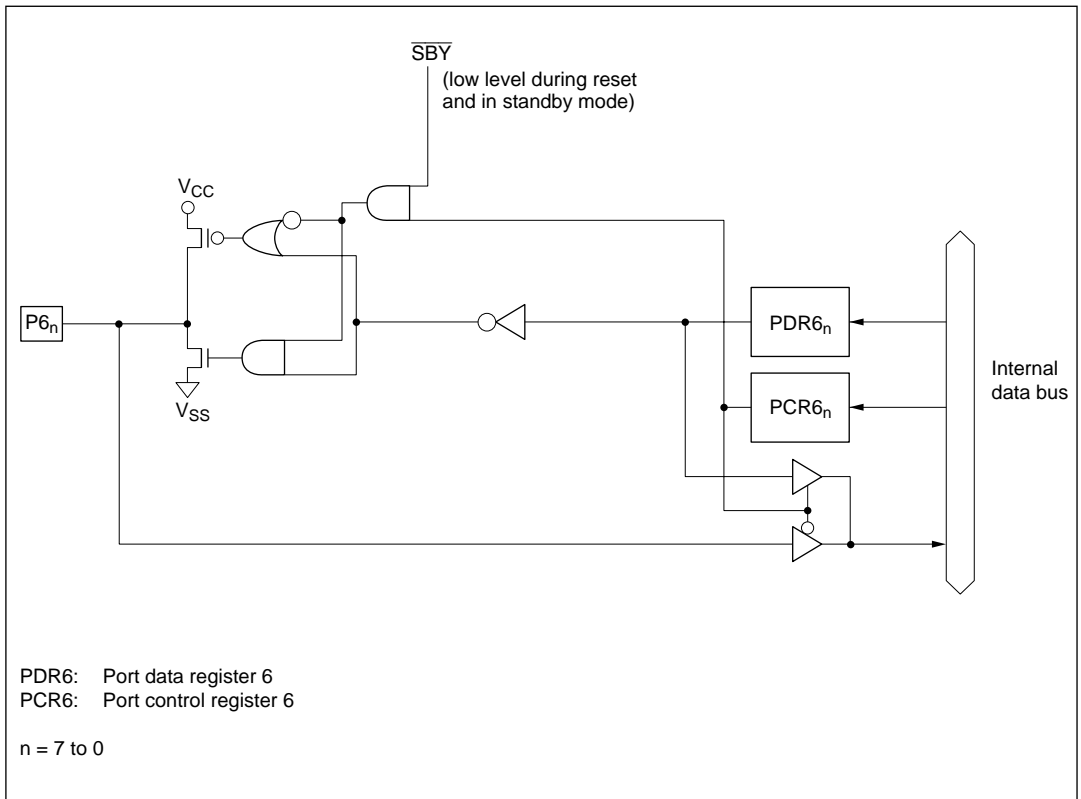 SBY
(low level during reset
and in standby mode)
VCC
P6n
VSS
PDR6n
PCR6n
Internal
data bus
PDR6: Port data register 6
PCR6: Port control register 6
n = 7 to 0